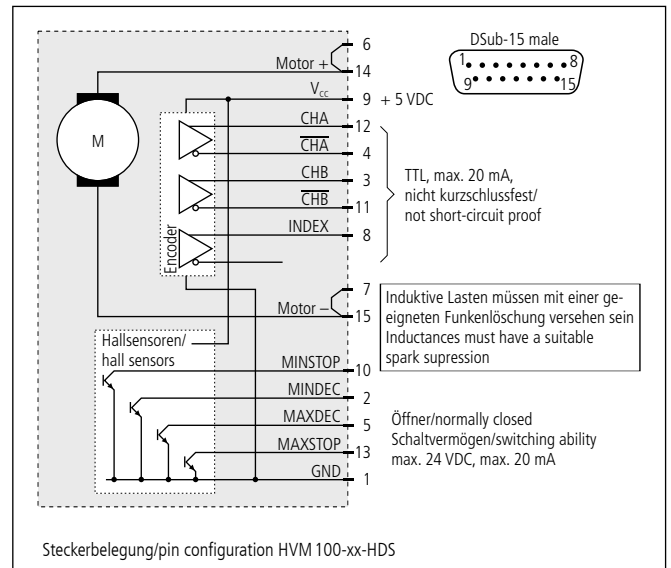 6
DSub-15 male
Motor +
14
1
8
9
15
V_cc
9
+ 5 VDC
CHA
12
M
CHA
4
CHB
3
TTL, max. 20 mA,
nicht kurzschlussfest/
not short-circuit proof
CHB
11
INDEX
8
Encoder
7
Motor –
15
Induktive Lasten müssen mit einer ge-
eigneten Funkenlöschung versehen sein
Inductances must have a suitable
spark supression
Hallsensoren/
hall sensors
MINSTOP
10
MINDEC
2
MAXDEC
5
Öffner/normally closed
Schaltvermögen/switching ability
max. 24 VDC, max. 20 mA
MAXSTOP
13
GND
1
Steckerbelegung/pin configuration HVM 100-xx-HDS